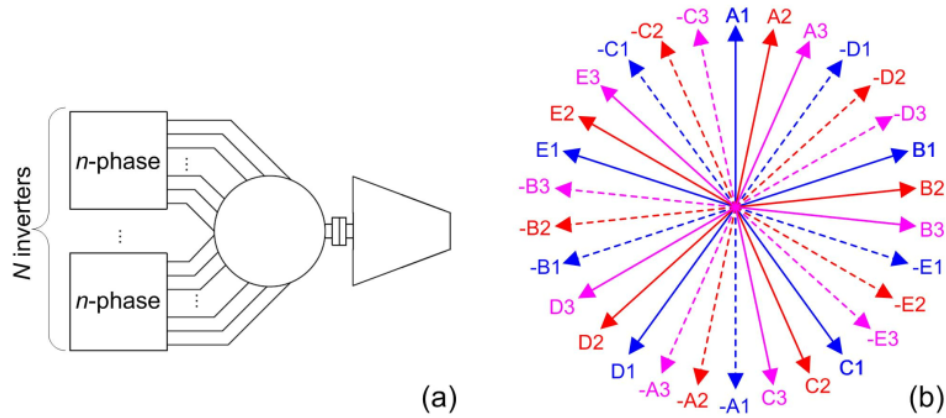 N inverters
n-phase
...
n-phase
...
...
(a)
A1
A2
A3
-D1
-D2
-D3
B1
B2
B3
-E1
-E2
-E3
C1
C2
C3
-A1
-A2
-A3
D1
D2
D3
-B1
-B2
-B3
E1
E2
E3
-C1
-C2
-C3
(b)